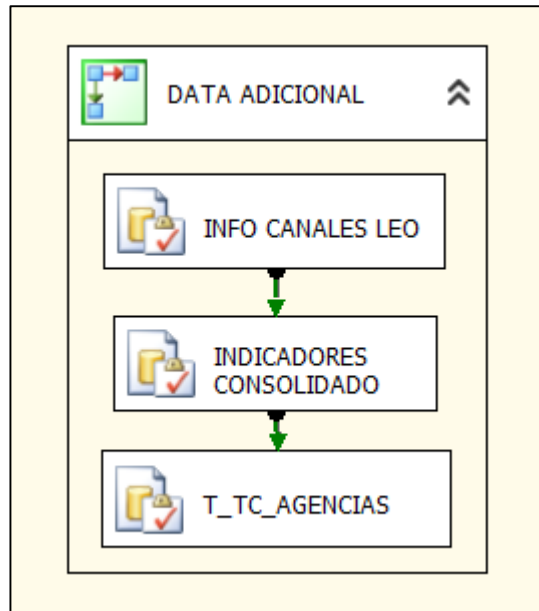 DATA ADICIONAL
INFO CANALES LEO
INDICADORES
CONSOLIDADO
T_TC_AGENCIAS